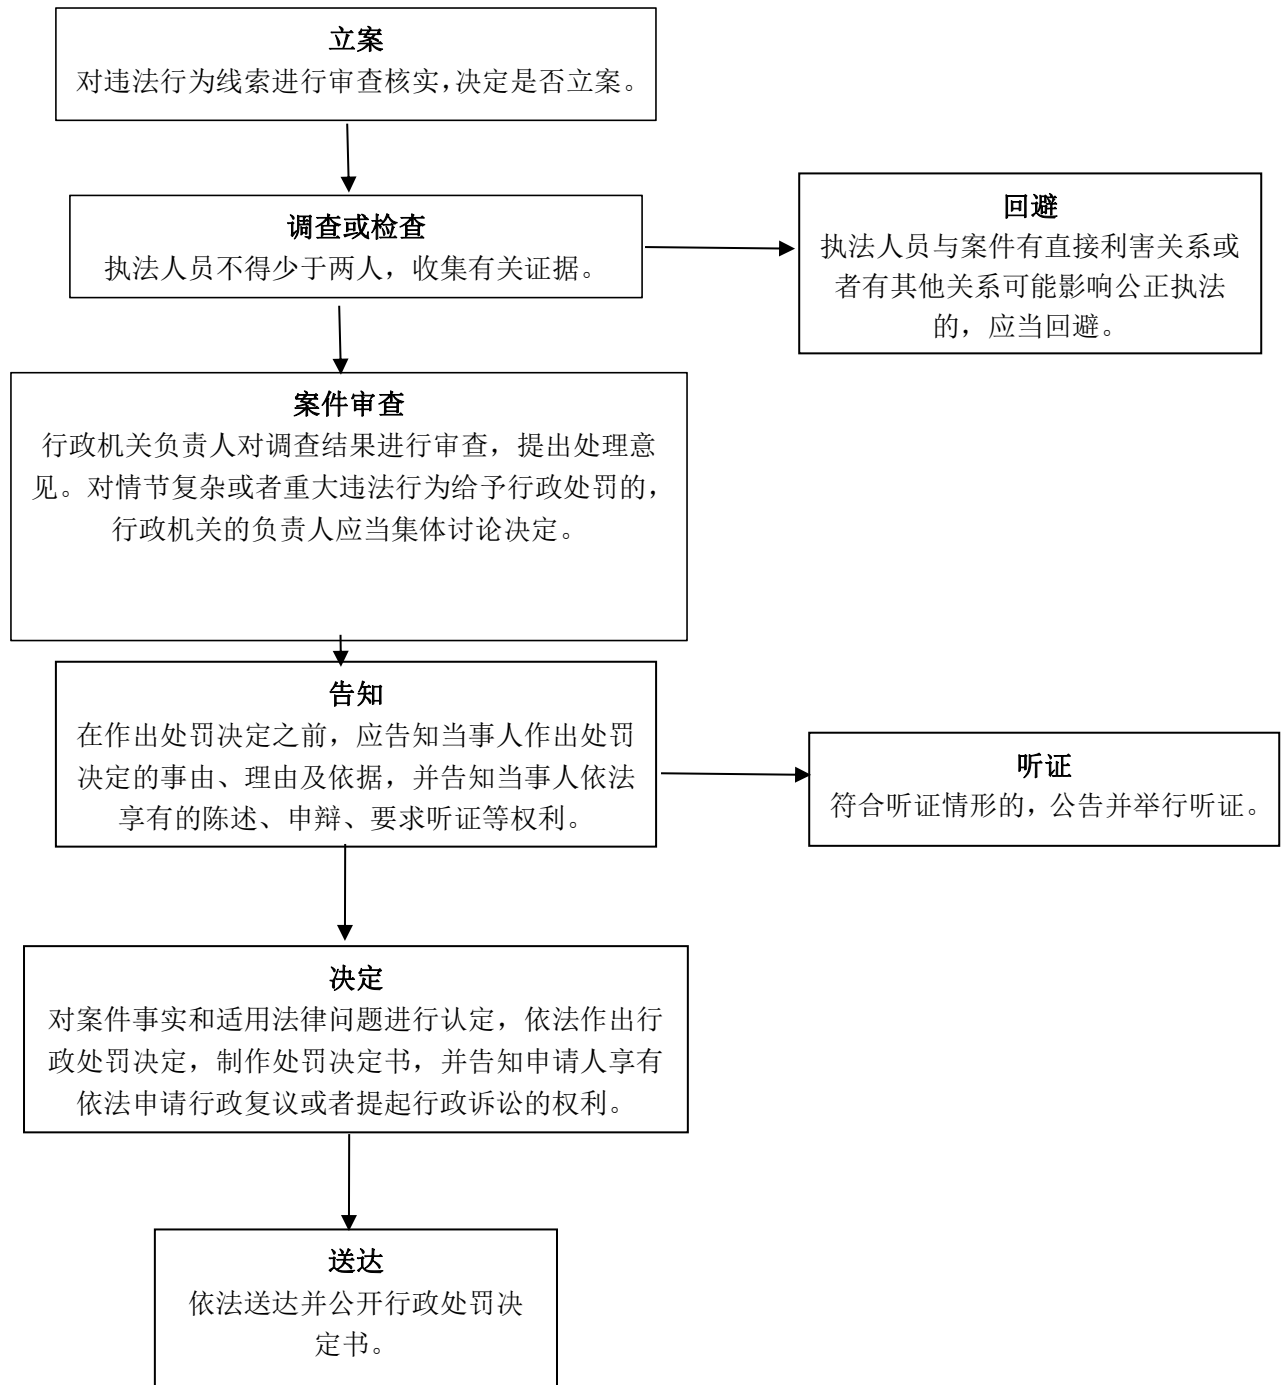 立案
对违法行为线索进行审查核实，决定是否立案。
调查或检查
执法人员不得少于两人，收集有关证据。
回避
执法人员与案件有直接利害关系或
者有其他关系可能影响公正执法
的，应当回避。
案件审查
行政机关负责人对调查结果进行审查，提出处理意
见。对情节复杂或者重大违法行为给予行政处罚的，
行政机关的负责人应当集体讨论决定。
告知
在作出处罚决定之前，应告知当事人作出处罚
决定的事由、理由及依据，并告知当事人依法
享有的陈述、申辩、要求听证等权利。
听证
符合听证情形的，公告并举行听证。
决定
对案件事实和适用法律问题进行认定，依法作出行
政处罚决定，制作处罚决定书，并告知申请人享有
依法申请行政复议或者提起行政诉讼的权利。
送达
依法送达并公开行政处罚决
定书。